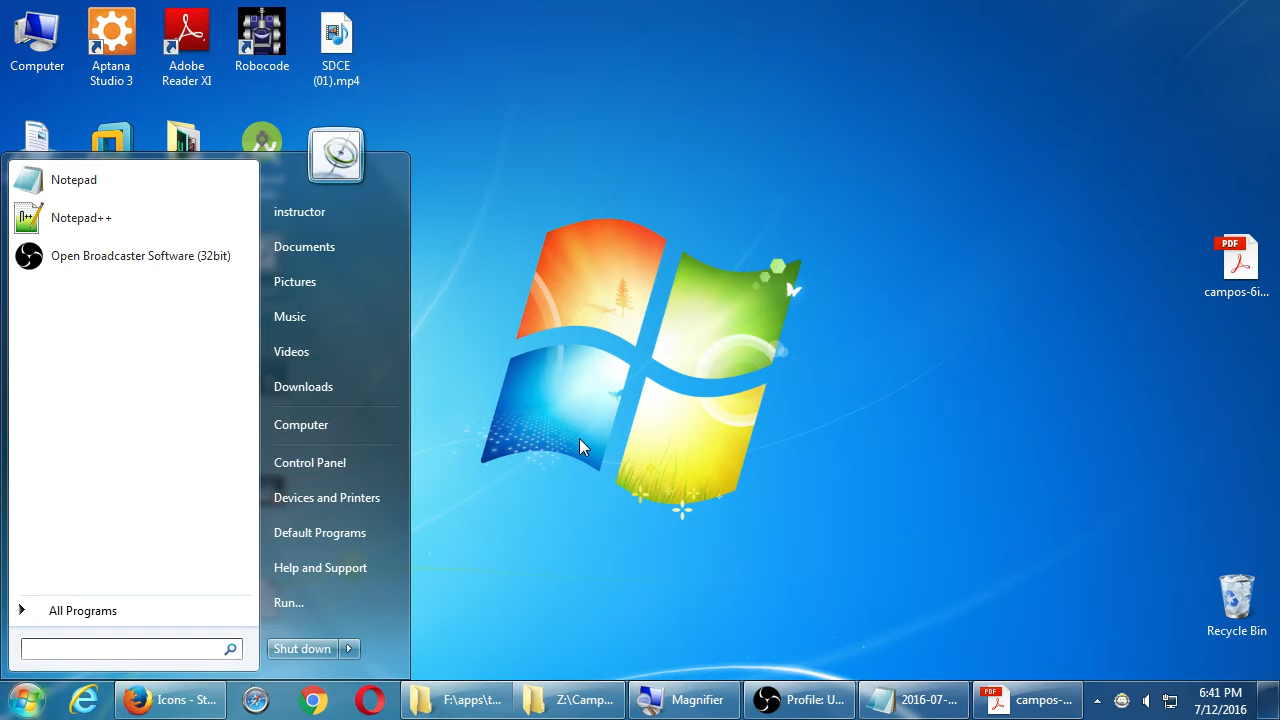 Computer
Aptana
Studio 3
Adobe
Reader XI
Robocode
SDCE
(01).mp4
Notepad
Notepad++
Open Broadcaster Software (32bit)
All Programs
instructor
Documents
Pictures
Music
Videos
Downloads
Computer
Control Panel
Devices and Printers
Default Programs
Help and Support
Run...
Shut down
PDF
campos-6i...
Recycle Bin
Icons - St...
F:\apps\t...
Z:\Camp...
Magnifier
Profile: U...
2016-07-...
PDF
campos-...
6:41 PM
7/12/2016